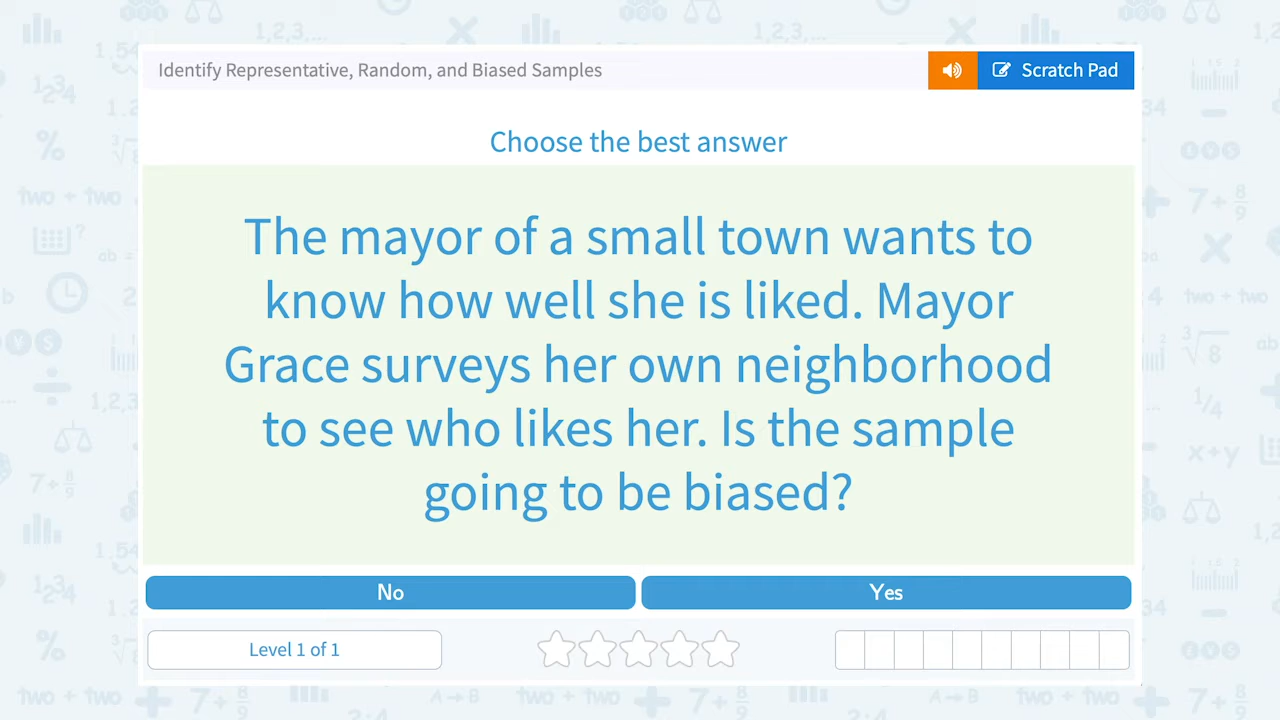 Identify Representative, Random, and Biased Samples
Scratch Pad
Choose the best answer
The mayor of a small town wants to
know how well she is liked. Mayor
Grace surveys her own neighborhood
to see who likes her. Is the sample
going to be biased?
No
Yes
Level 1 of 1